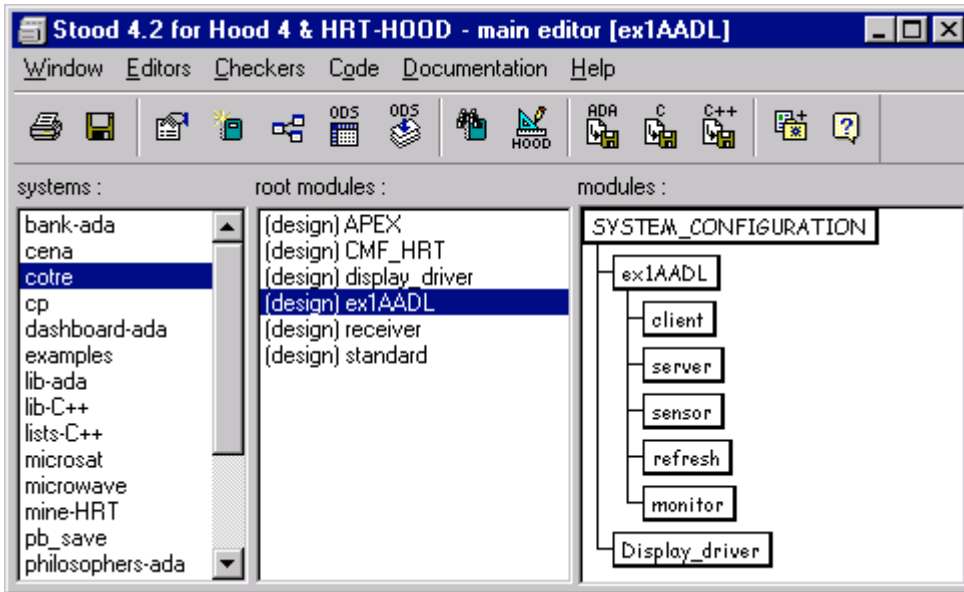 Stood 4.2 for Hood 4 & HRT-HOOD - main editor [ex1AADL]
Window Editors Checkers Code Documentation Help
ODS ODS HOOD ADA C C++
systems : root modules : modules :
bank-ada
cena
cotre
cp
dashboard-ada
examples
lib-ada
lib-C++
lists-C++
microsat
microwave
mine-HRT
pb_save
philosophers-ada
(design) APEX
(design) CMF_HRT
(design) display_driver
(design) ex1AADL
(design) receiver
(design) standard
SYSTEM_CONFIGURATION
ex1AADL
client
server
sensor
refresh
monitor
Display_driver